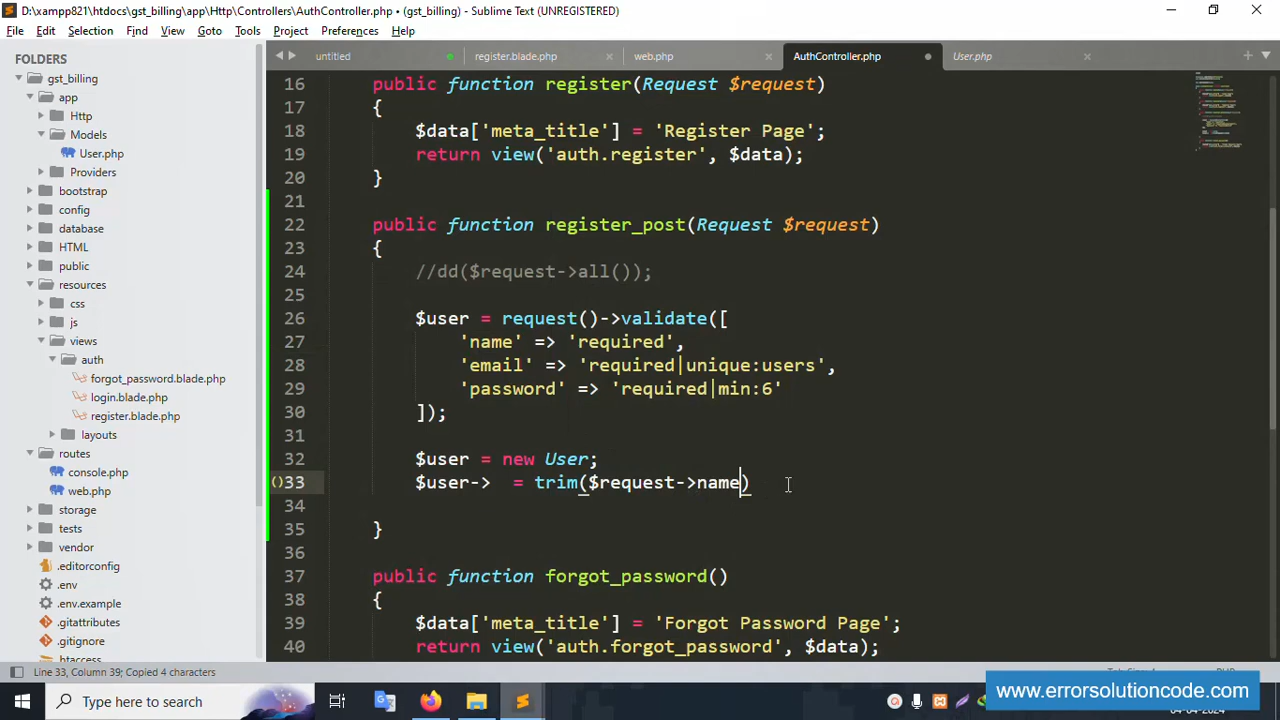 D:\xampp821\htdocs\gst_billing\app\Http\Controllers\AuthController.php • (gst_billing) - Sublime Text (UNREGISTERED)
File Edit Selection Find View Goto Tools Project Preferences Help
FOLDERS
untitled register.blade.php web.php AuthController.php User.php
gst_billing
app
Http
Models
User.php
Providers
bootstrap
config
database
HTML
public
resources
css
js
views
auth
forgot_password.blade.php
login.blade.php
register.blade.php
layouts
routes
console.php
web.php
storage
tests
vendor
.editorconfig
.env
.env.example
.gitattributes
.gitignore
.htaccess
16 public function register(Request $request)
17 {
18 $data['meta_title'] = 'Register Page';
19 return view('auth.register', $data);
20 }
21
22 public function register_post(Request $request)
23 {
24 //dd($request->all());
25
26 $user = request()->validate([
27 'name' => 'required',
28 'email' => 'required|unique:users',
29 'password' => 'required|min:6'
30 ]);
31
32 $user = new User;
33 $user->  = trim($request->name)
34
35 }
36
37 public function forgot_password()
38 {
39 $data['meta_title'] = 'Forgot Password Page';
40 return view('auth.forgot_password', $data);
Line 33, Column 39; Copied 4 characters
Type here to search
www.errorsolutioncode.com
04-04-2024